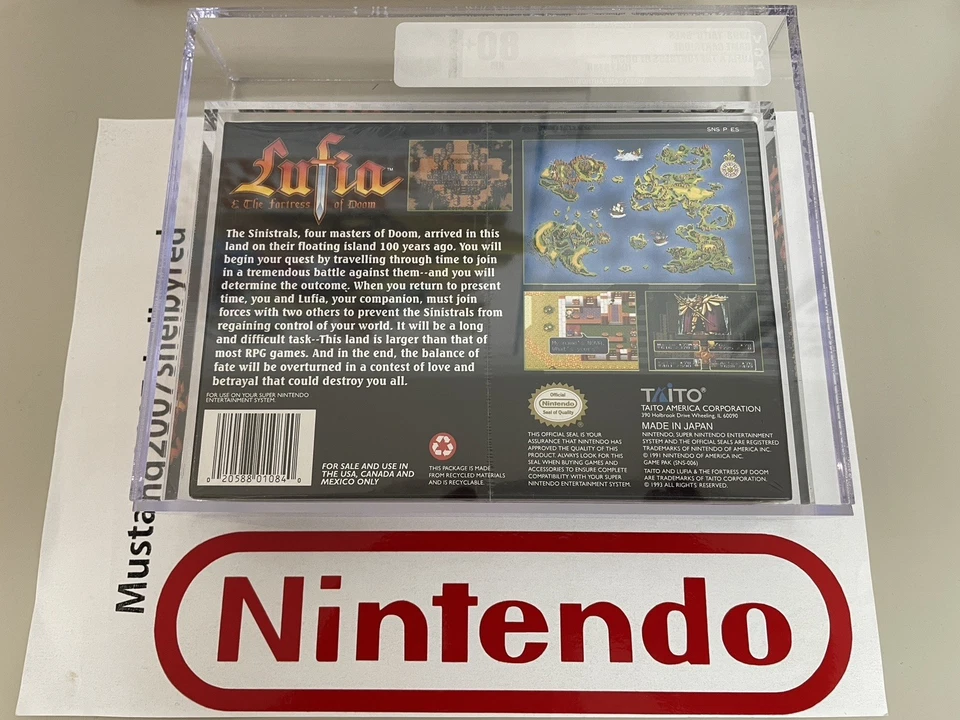 80+
SNS P ES
Lufia™
& The Fortress of Doom
The Sinistrals, four masters of Doom, arrived in this
land on their floating island 100 years ago. You will
begin your quest by travelling through time to join
in a tremendous battle against them--and you will
determine the outcome. When you return to present
time, you and Lufia, your companion, must join
forces with two others to prevent the Sinistrals from
regaining control of your world. It will be a long
and difficult task--This land is larger than that of
most RPG games. And in the end, the balance of
fate will be overturned in a contest of love and
betrayal that could destroy you all.
FOR USE ON YOUR SUPER NINTENDO
ENTERTAINMENT SYSTEM.
0 20588 01084 0
FOR SALE AND USE IN
THE USA, CANADA AND
MEXICO ONLY
THIS PACKAGE IS MADE
FROM RECYCLED MATERIALS
AND IS RECYCLABLE.
Official
Nintendo
Seal of Quality
THIS OFFICIAL SEAL IS YOUR
ASSURANCE THAT NINTENDO HAS
APPROVED THE QUALITY OF THIS
PRODUCT. ALWAYS LOOK FOR THIS
SEAL WHEN BUYING GAMES AND
ACCESSORIES TO ENSURE COMPLETE
COMPATIBILITY WITH YOUR SUPER
NINTENDO ENTERTAINMENT SYSTEM.
TAITO®
TAITO AMERICA CORPORATION
390 Holbrook Drive Wheeling, IL 60090
MADE IN JAPAN
NINTENDO, SUPER NINTENDO ENTERTAINMENT
SYSTEM AND THE OFFICIAL SEALS ARE REGISTERED
TRADEMARKS OF NINTENDO OF AMERICA INC.
© 1991 NINTENDO OF AMERICA INC.
GAME PAK (SNS-006)
TAITO AND LUFIA & THE FORTRESS OF DOOM
ARE TRADEMARKS OF TAITO CORPORATION.
© 1993 ALL RIGHTS RESERVED.
Nintendo